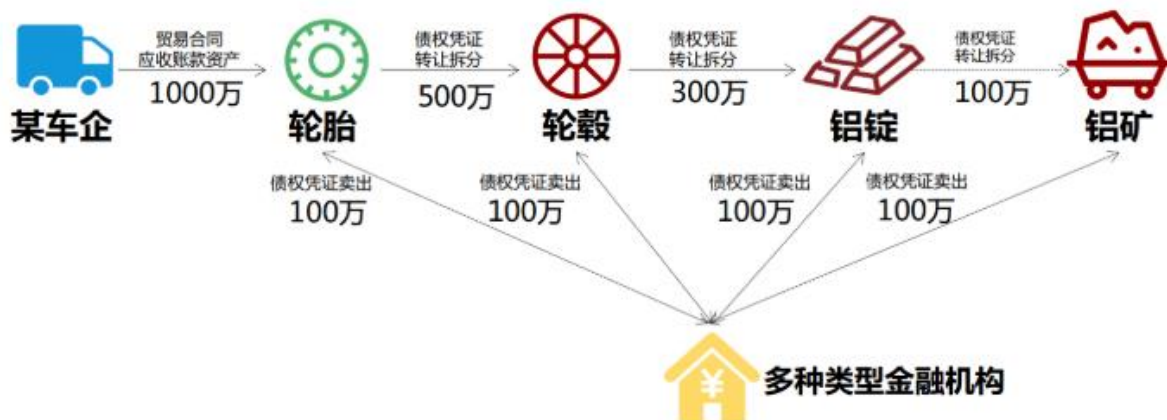 贸易合同
应收账款资产
1000万
债权凭证
转让拆分
500万
债权凭证
转让拆分
300万
债权凭证
转让拆分
100万
某车企
轮胎
轮毂
铝锭
铝矿
债权凭证卖出
100万
债权凭证卖出
100万
债权凭证卖出
100万
债权凭证卖出
100万
¥
多种类型金融机构